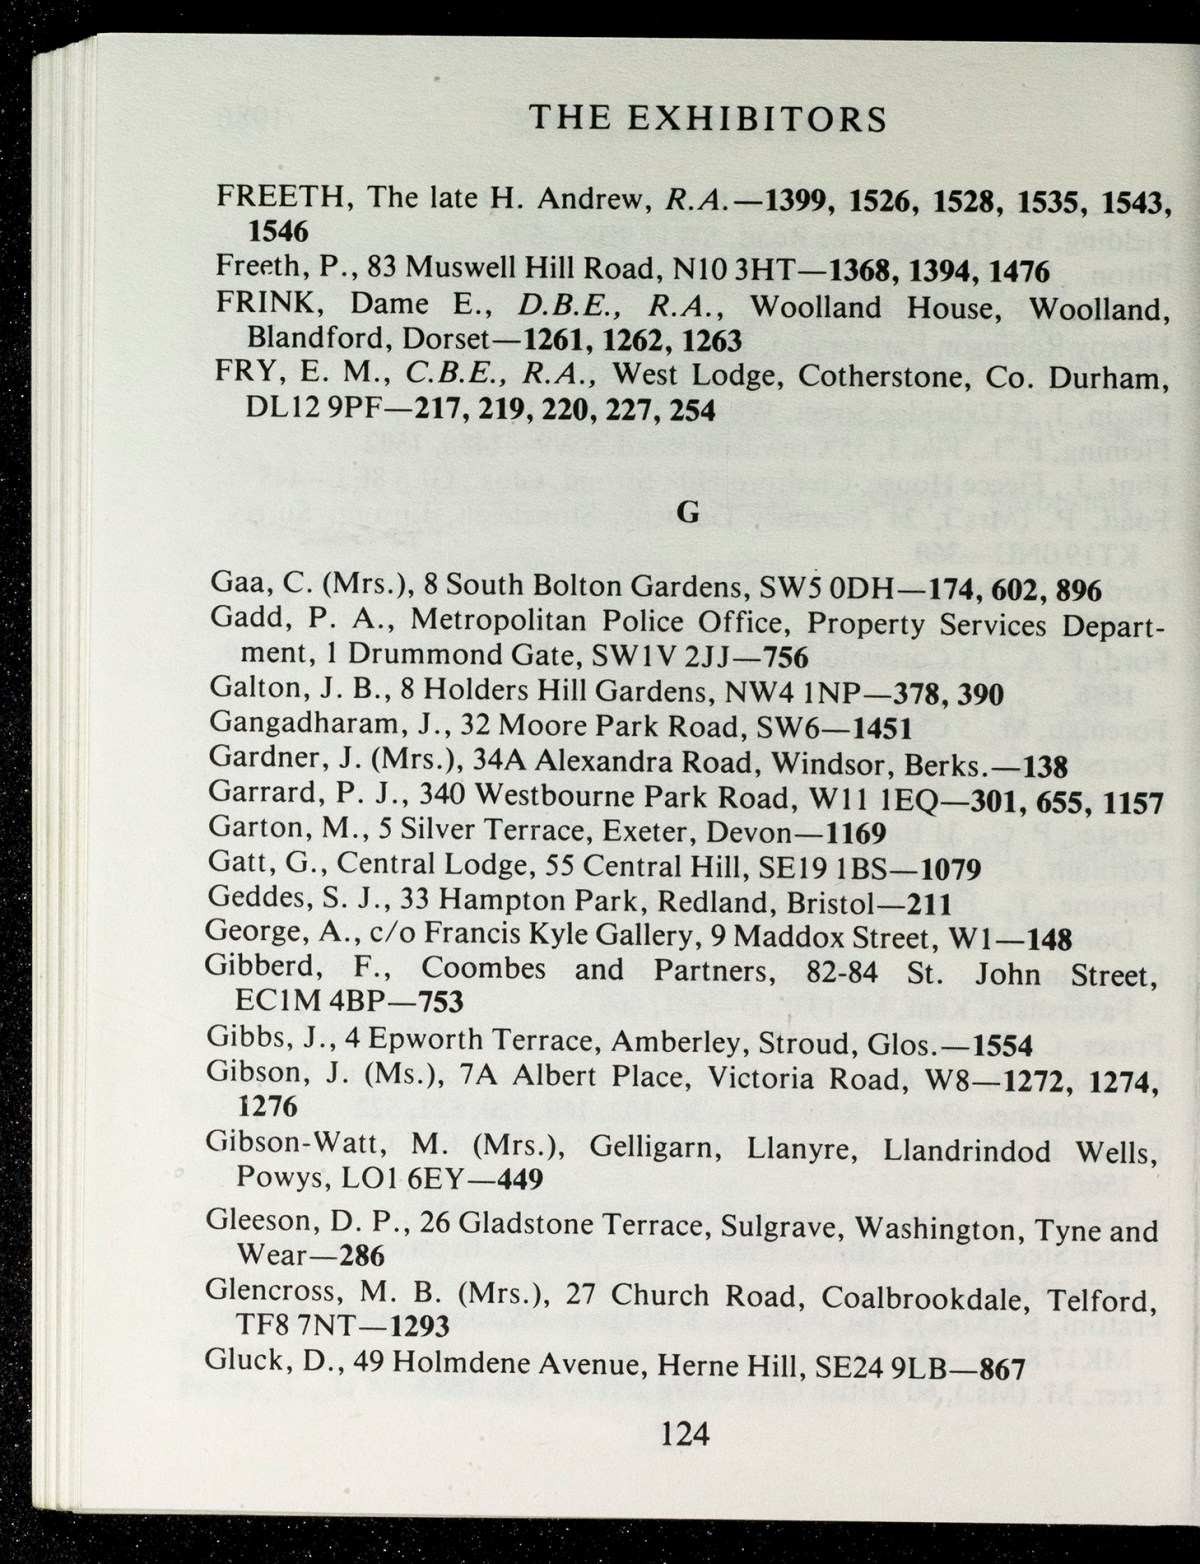 THE EXHIBITORS
FREETH, The late H. Andrew, R.A.—1399, 1526, 1528, 1535, 1543,
1546
Freeth, P., 83 Muswell Hill Road, N10 3HT—1368, 1394, 1476
FRINK, Dame E., D.B.E., R.A., Woolland House, Woolland,
Blandford, Dorset—1261, 1262, 1263
FRY, E. M., C.B.E., R.A., West Lodge, Cotherstone, Co. Durham,
DL12 9PF—217, 219, 220, 227, 254
G
Gaa, C. (Mrs.), 8 South Bolton Gardens, SW5 0DH—174, 602, 896
Gadd, P. A., Metropolitan Police Office, Property Services Depart-
ment, 1 Drummond Gate, SW1V 2JJ—756
Galton, J. B., 8 Holders Hill Gardens, NW4 1NP—378, 390
Gangadharam, J., 32 Moore Park Road, SW6—1451
Gardner, J. (Mrs.), 34A Alexandra Road, Windsor, Berks.—138
Garrard, P. J., 340 Westbourne Park Road, W11 1EQ—301, 655, 1157
Garton, M., 5 Silver Terrace, Exeter, Devon—1169
Gatt, G., Central Lodge, 55 Central Hill, SE19 1BS—1079
Geddes, S. J., 33 Hampton Park, Redland, Bristol—211
George, A., c/o Francis Kyle Gallery, 9 Maddox Street, W1—148
Gibberd, F., Coombes and Partners, 82-84 St. John Street,
EC1M 4BP—753
Gibbs, J., 4 Epworth Terrace, Amberley, Stroud, Glos.—1554
Gibson, J. (Ms.), 7A Albert Place, Victoria Road, W8—1272, 1274,
1276
Gibson-Watt, M. (Mrs.), Gelligarn, Llanyre, Llandrindod Wells,
Powys, LO1 6EY—449
Gleeson, D. P., 26 Gladstone Terrace, Sulgrave, Washington, Tyne and
Wear—286
Glencross, M. B. (Mrs.), 27 Church Road, Coalbrookdale, Telford,
TF8 7NT—1293
Gluck, D., 49 Holmdene Avenue, Herne Hill, SE24 9LB—867
124